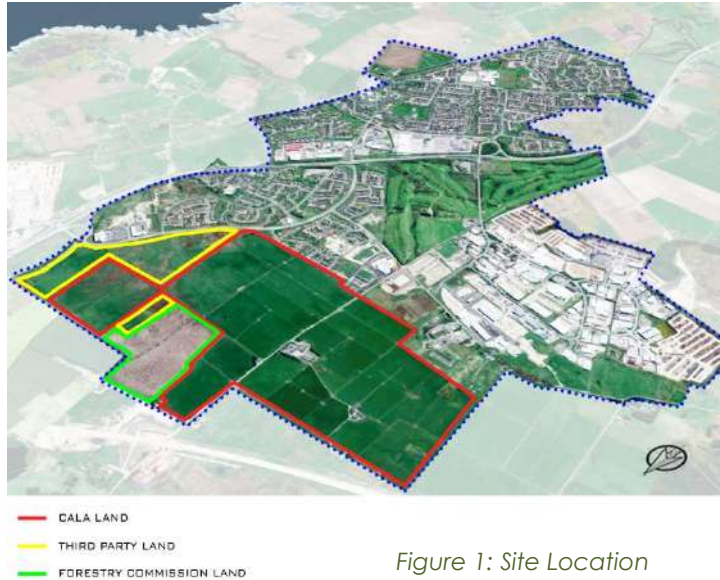 CALA LAND
THIRD PARTY LAND
FORESTRY COMMISSION LAND
Figure 1: Site Location